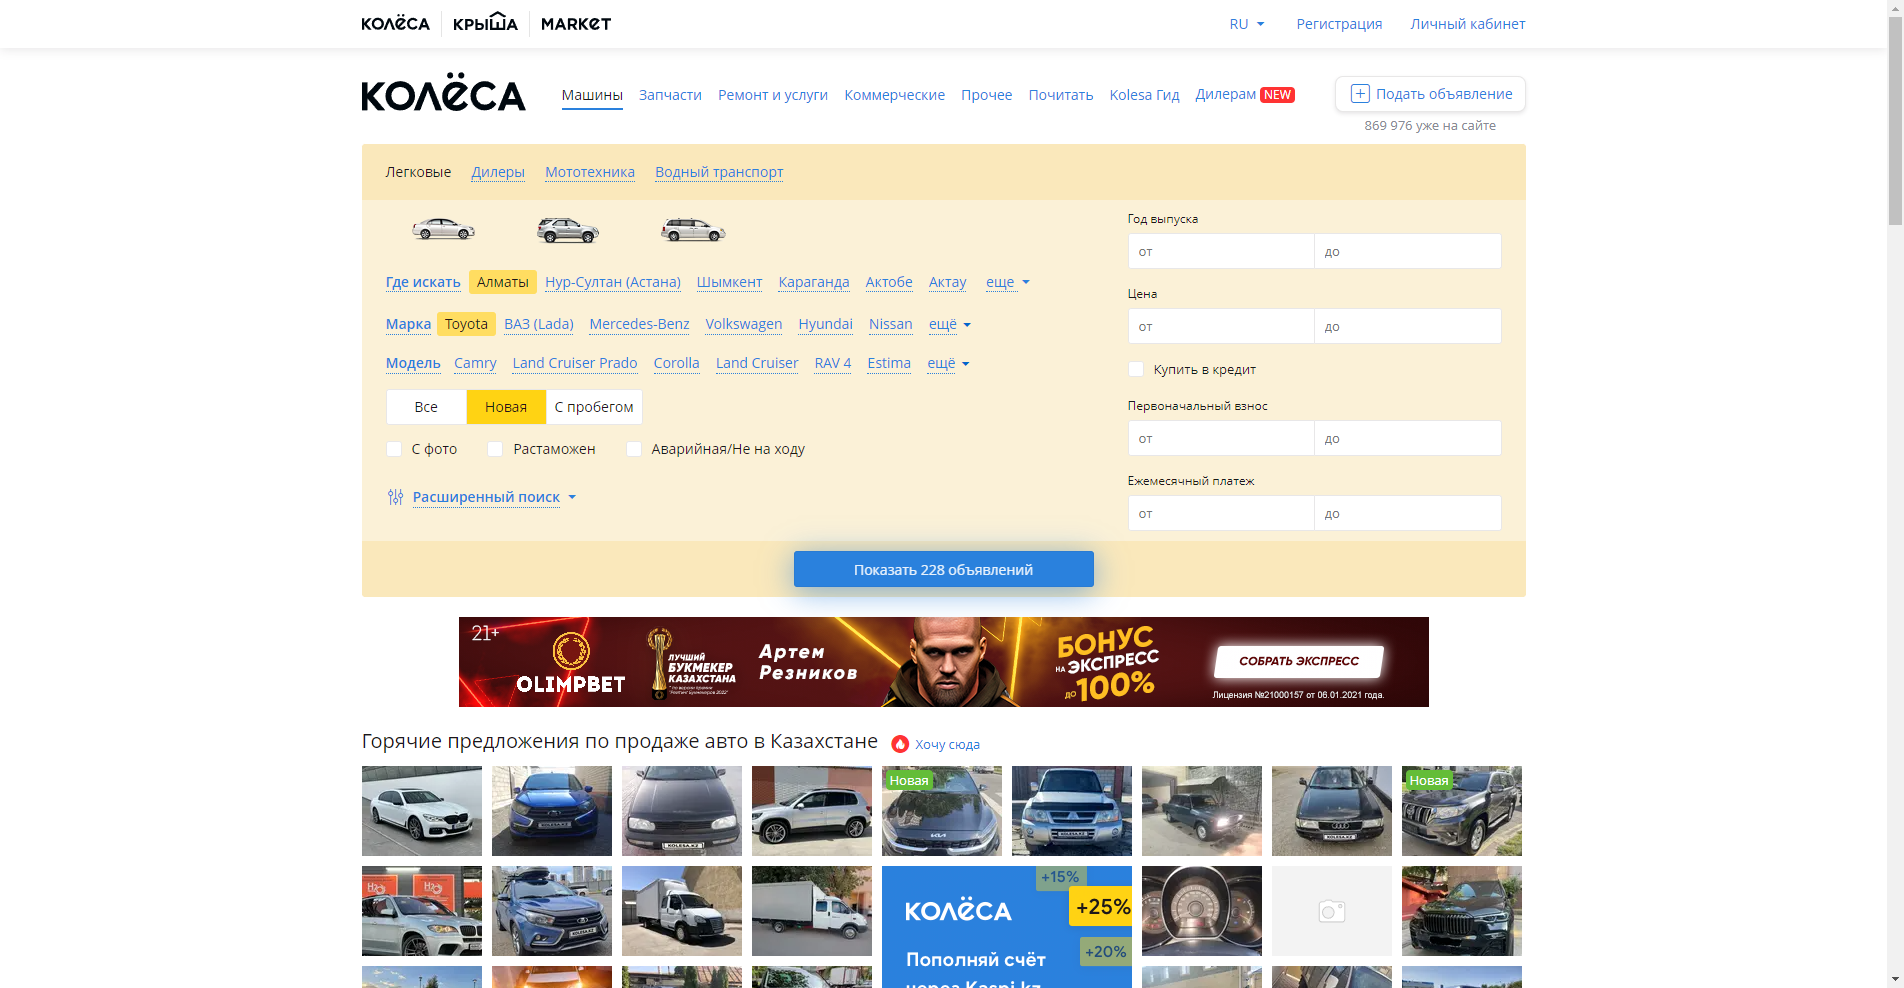 КОЛЁСА КРЫША MARKET RU Регистрация Личный кабинет
КОЛЁСА Машины Запчасти Ремонт и услуги Коммерческие Прочее Почитать Kolesa Гид Дилерам NEW Подать объявление
869 976 уже на сайте
Легковые Дилеры Мототехника Водный транспорт
Год выпуска
от до
Где искать Алматы Нур-Султан (Астана) Шымкент Караганда Актобе Актау еще
Цена
от до
Марка Toyota ВАЗ (Lada) Mercedes-Benz Volkswagen Hyundai Nissan ещё
Модель Camry Land Cruiser Prado Corolla Land Cruiser RAV 4 Estima ещё
Купить в кредит
Все Новая С пробегом
Первоначальный взнос
от до
С фото Растаможен Аварийная/Не на ходу
Ежемесячный платеж
Расширенный поиск
от до
Показать 228 объявлений
21+
OLIMPBET
ЛУЧШИЙ
БУКМЕКЕР
КАЗАХСТАНА
Артем
Резников
БОНУС
НА ЭКСПРЕСС
ДО 100%
СОБРАТЬ ЭКСПРЕСС
Лицензия №21000157 от 06.01.2021 года.
Горячие предложения по продаже авто в Казахстане Хочу сюда
Новая
Новая
KOLESA.KZ
KOLESA.KZ
KOLESA.KZ
+15%
КОЛЁСА
+25%
+20%
Пополняй счёт
через Kaspi.kz